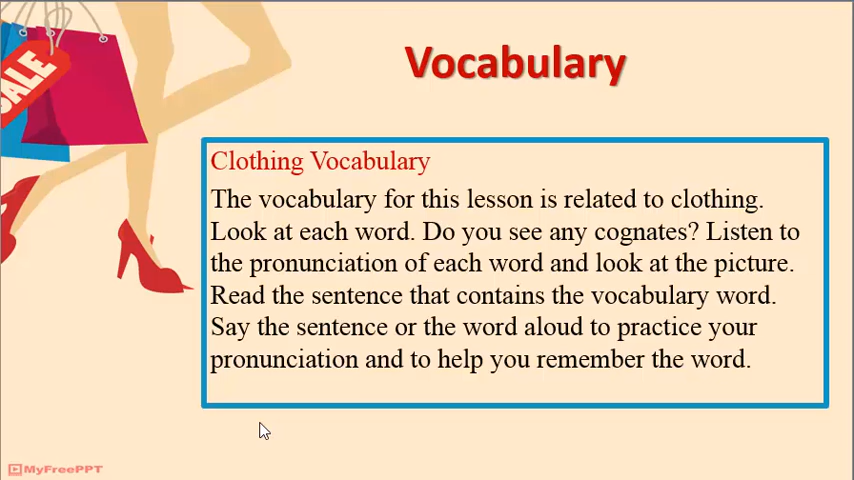 SALE
Vocabulary
Clothing Vocabulary
The vocabulary for this lesson is related to clothing.
Look at each word. Do you see any cognates? Listen to
the pronunciation of each word and look at the picture.
Read the sentence that contains the vocabulary word.
Say the sentence or the word aloud to practice your
pronunciation and to help you remember the word.
MyFreePPT